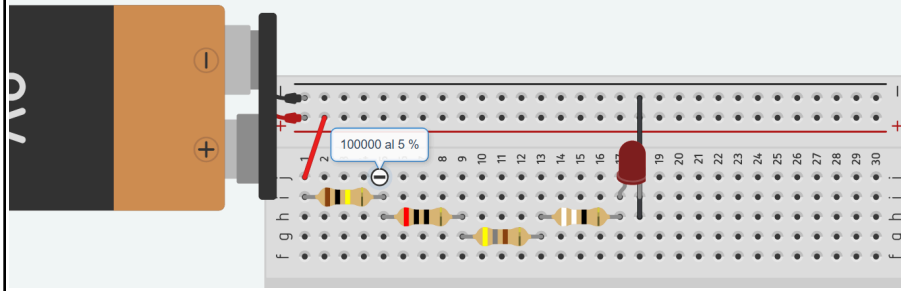 9V
−
+
−
+
100000 al 5 %
1 2 3 4 5 6 7 8 9 10 11 12 13 14 15 16 17 18 19 20 21 22 23 24 25 26 27 28 29 30
j j
i i
h h
g g
f f
−
+